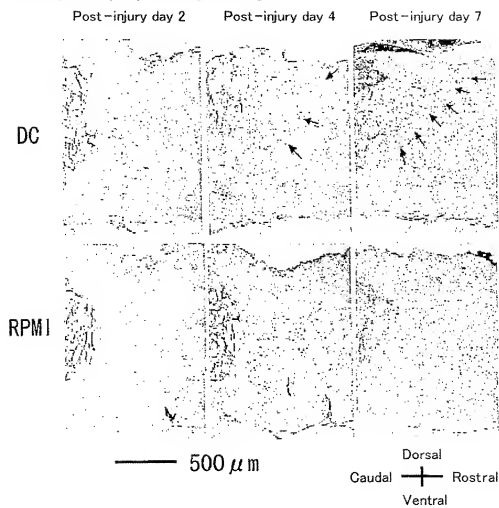 Post-injury day 2 Post-injury day 4 Post-injury day 7
DC
RPMI
500 μm
Dorsal
Caudal Rostral
Ventral